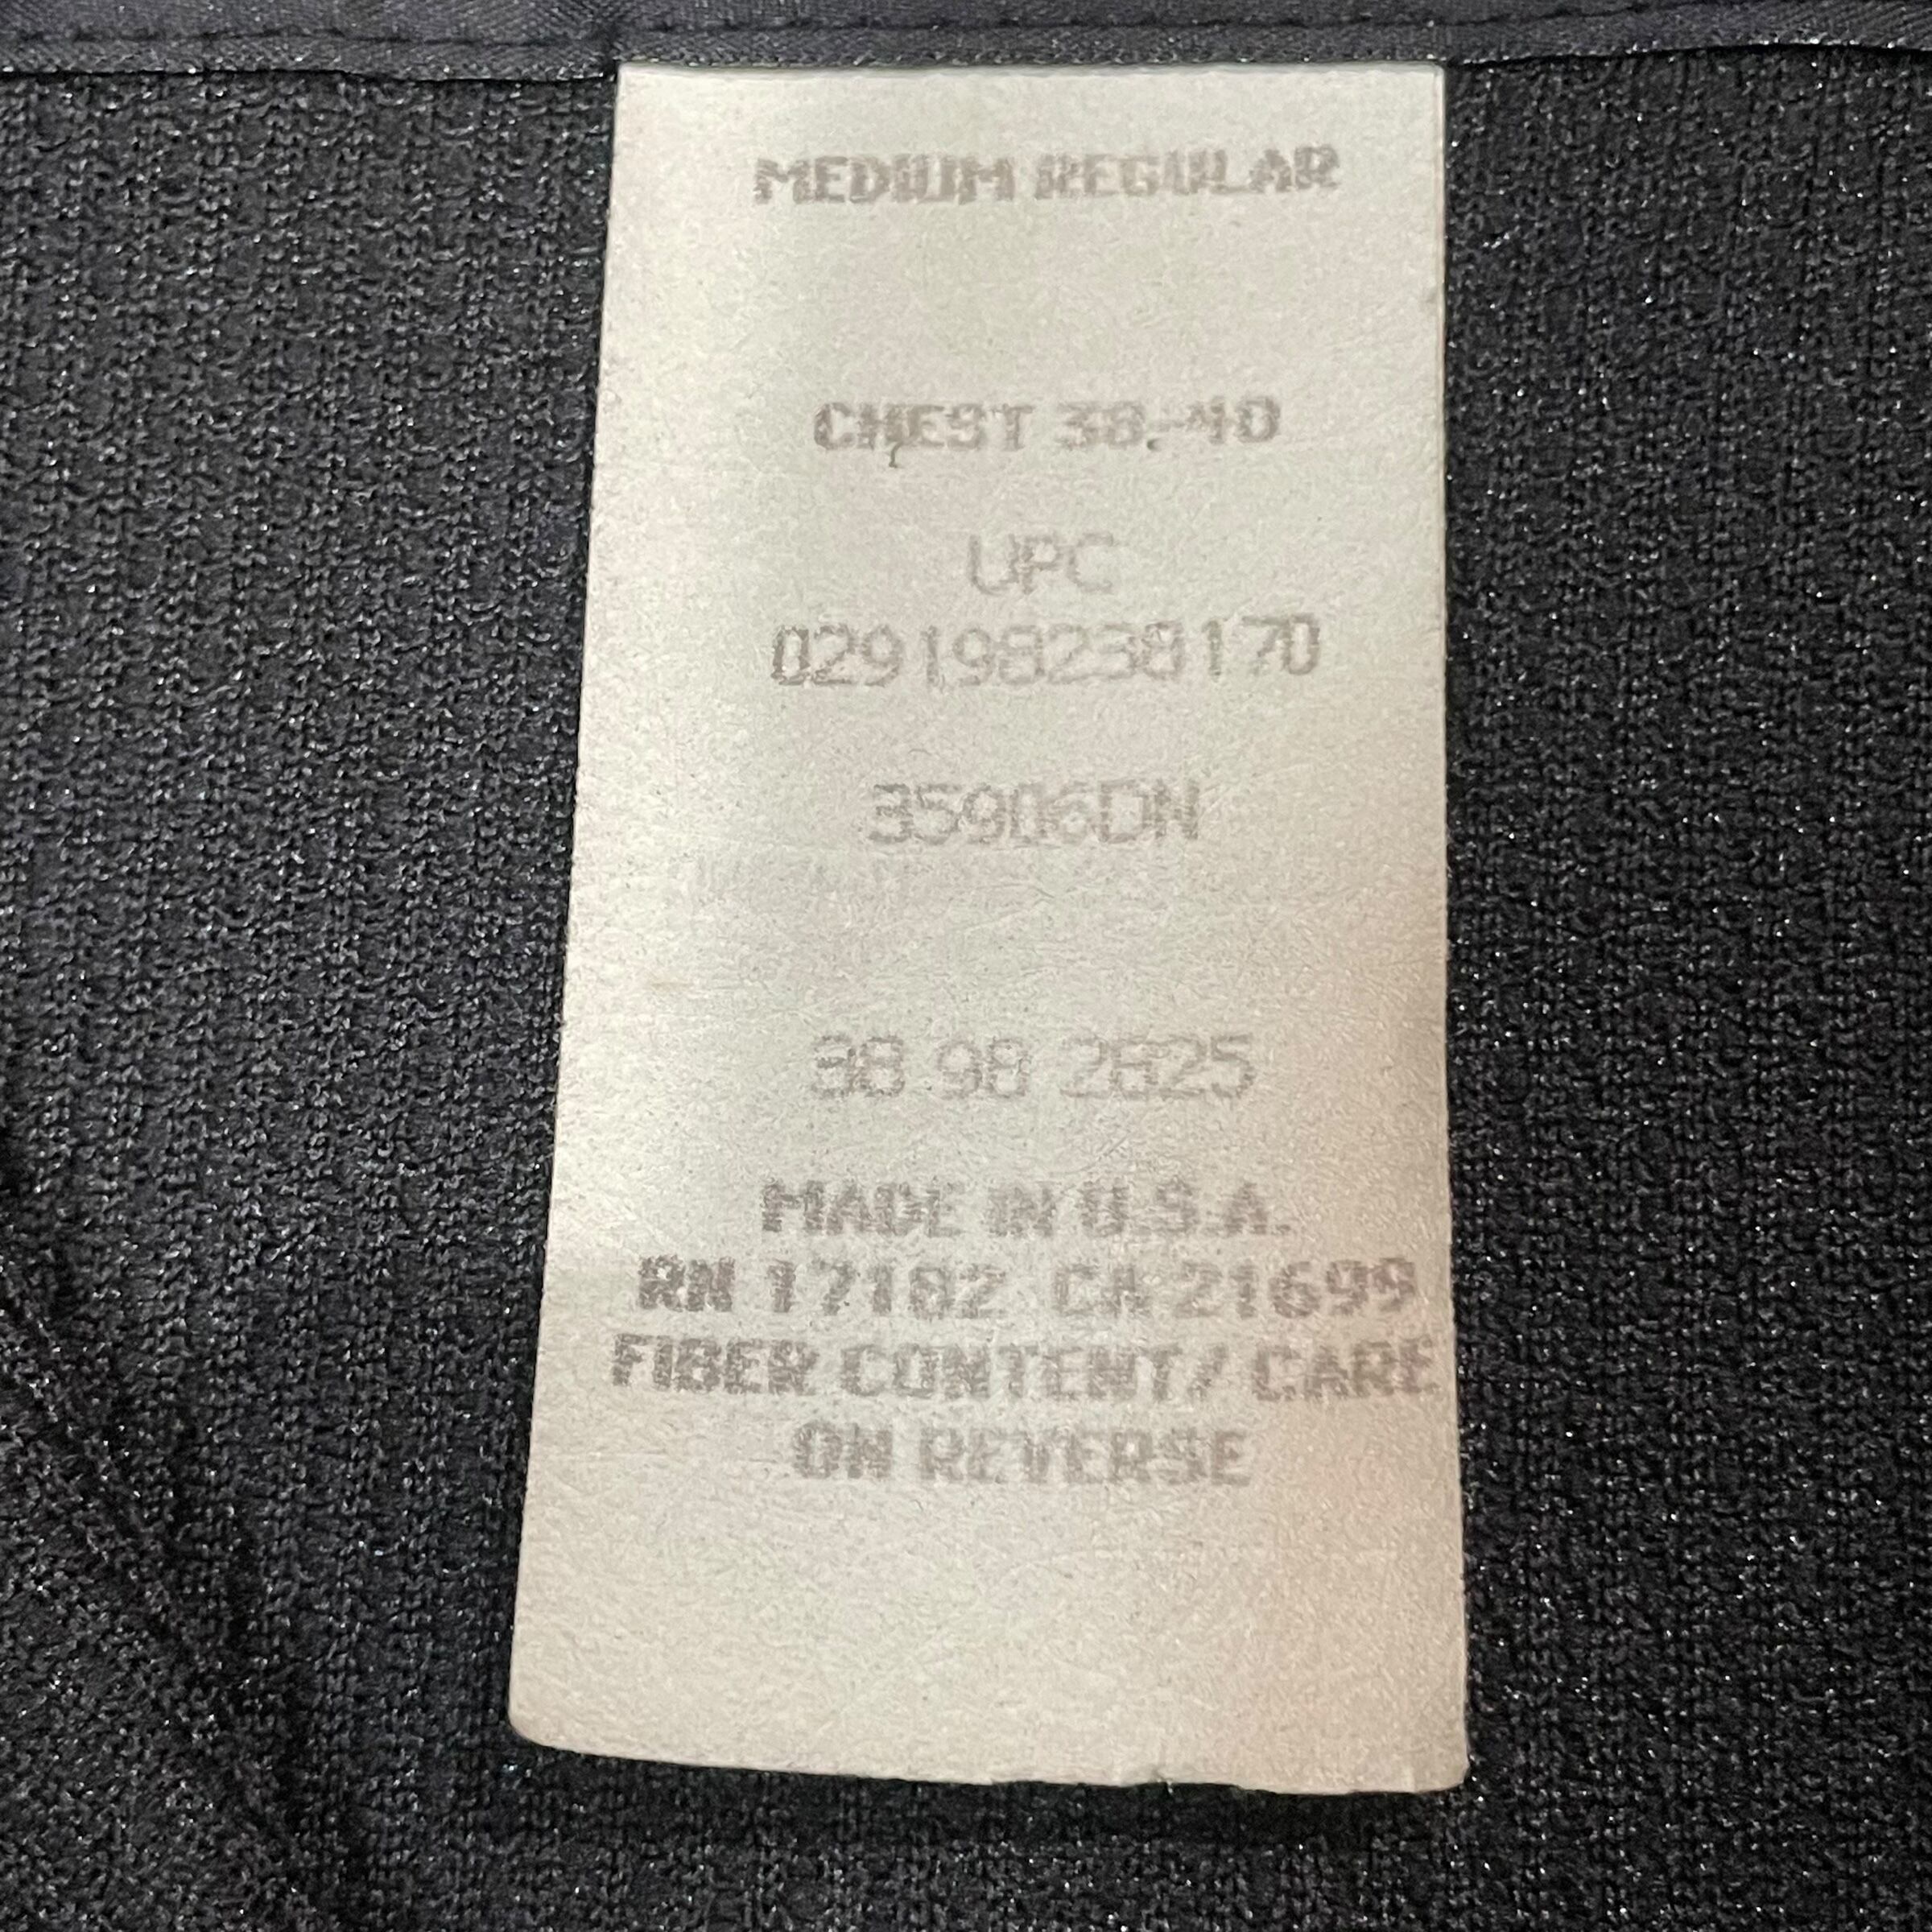 MEDIUM REGULAR
CHEST 38-40
UPC
029198238170
35906DN
38 98 2625
MADE IN U.S.A.
RN 17182 CA 21699
FIBER CONTENT/ CARE
ON REVERSE